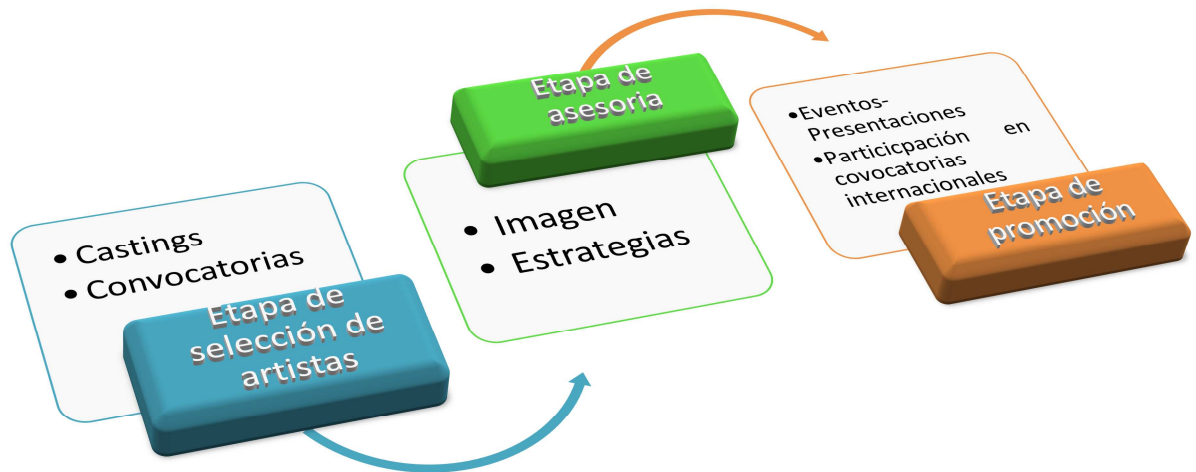 • Castings
• Convocatorias
Etapa de
selección de
artistas
Etapa de
asesoria
• Imagen
• Estrategias
•Eventos-
Presentaciones
•Particicpación en
covocatorias
internacionales
Etapa de
promoción